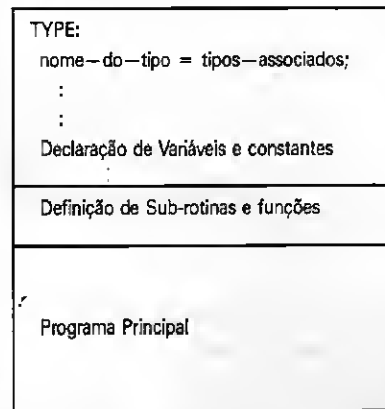 TYPE:
nome-do-tipo = tipos-associados;
:
:
Declaração de Variáveis e constantes
Definição de Sub-rotinas e funções
Programa Principal